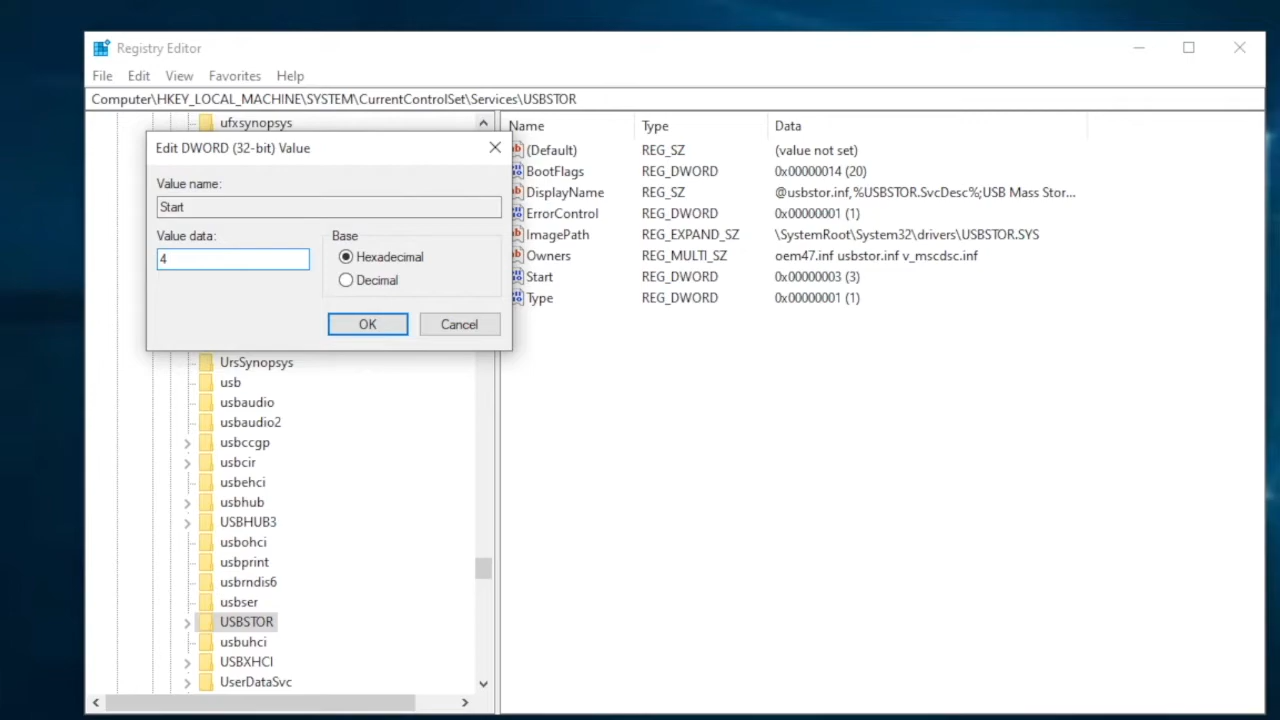 Registry Editor
File Edit View Favorites Help
Computer\HKEY_LOCAL_MACHINE\SYSTEM\CurrentControlSet\Services\USBSTOR
ufxsynopsys
Edit DWORD (32-bit) Value
Value name:
Start
Value data:
4
Base
Hexadecimal
Decimal
OK Cancel
UrsSynopsys
usb
usbaudio
usbaudio2
usbccgp
usbcir
usbehci
usbhub
USBHUB3
usbohci
usbprint
usbrndis6
usbser
USBSTOR
usbuhci
USBXHCI
UserDataSvc
Name Type Data
(Default) REG_SZ (value not set)
BootFlags REG_DWORD 0x00000014 (20)
DisplayName REG_SZ @usbstor.inf,%USBSTOR.SvcDesc%;USB Mass Stor...
ErrorControl REG_DWORD 0x00000001 (1)
ImagePath REG_EXPAND_SZ \SystemRoot\System32\drivers\USBSTOR.SYS
Owners REG_MULTI_SZ oem47.inf usbstor.inf v_mscdsc.inf
Start REG_DWORD 0x00000003 (3)
Type REG_DWORD 0x00000001 (1)